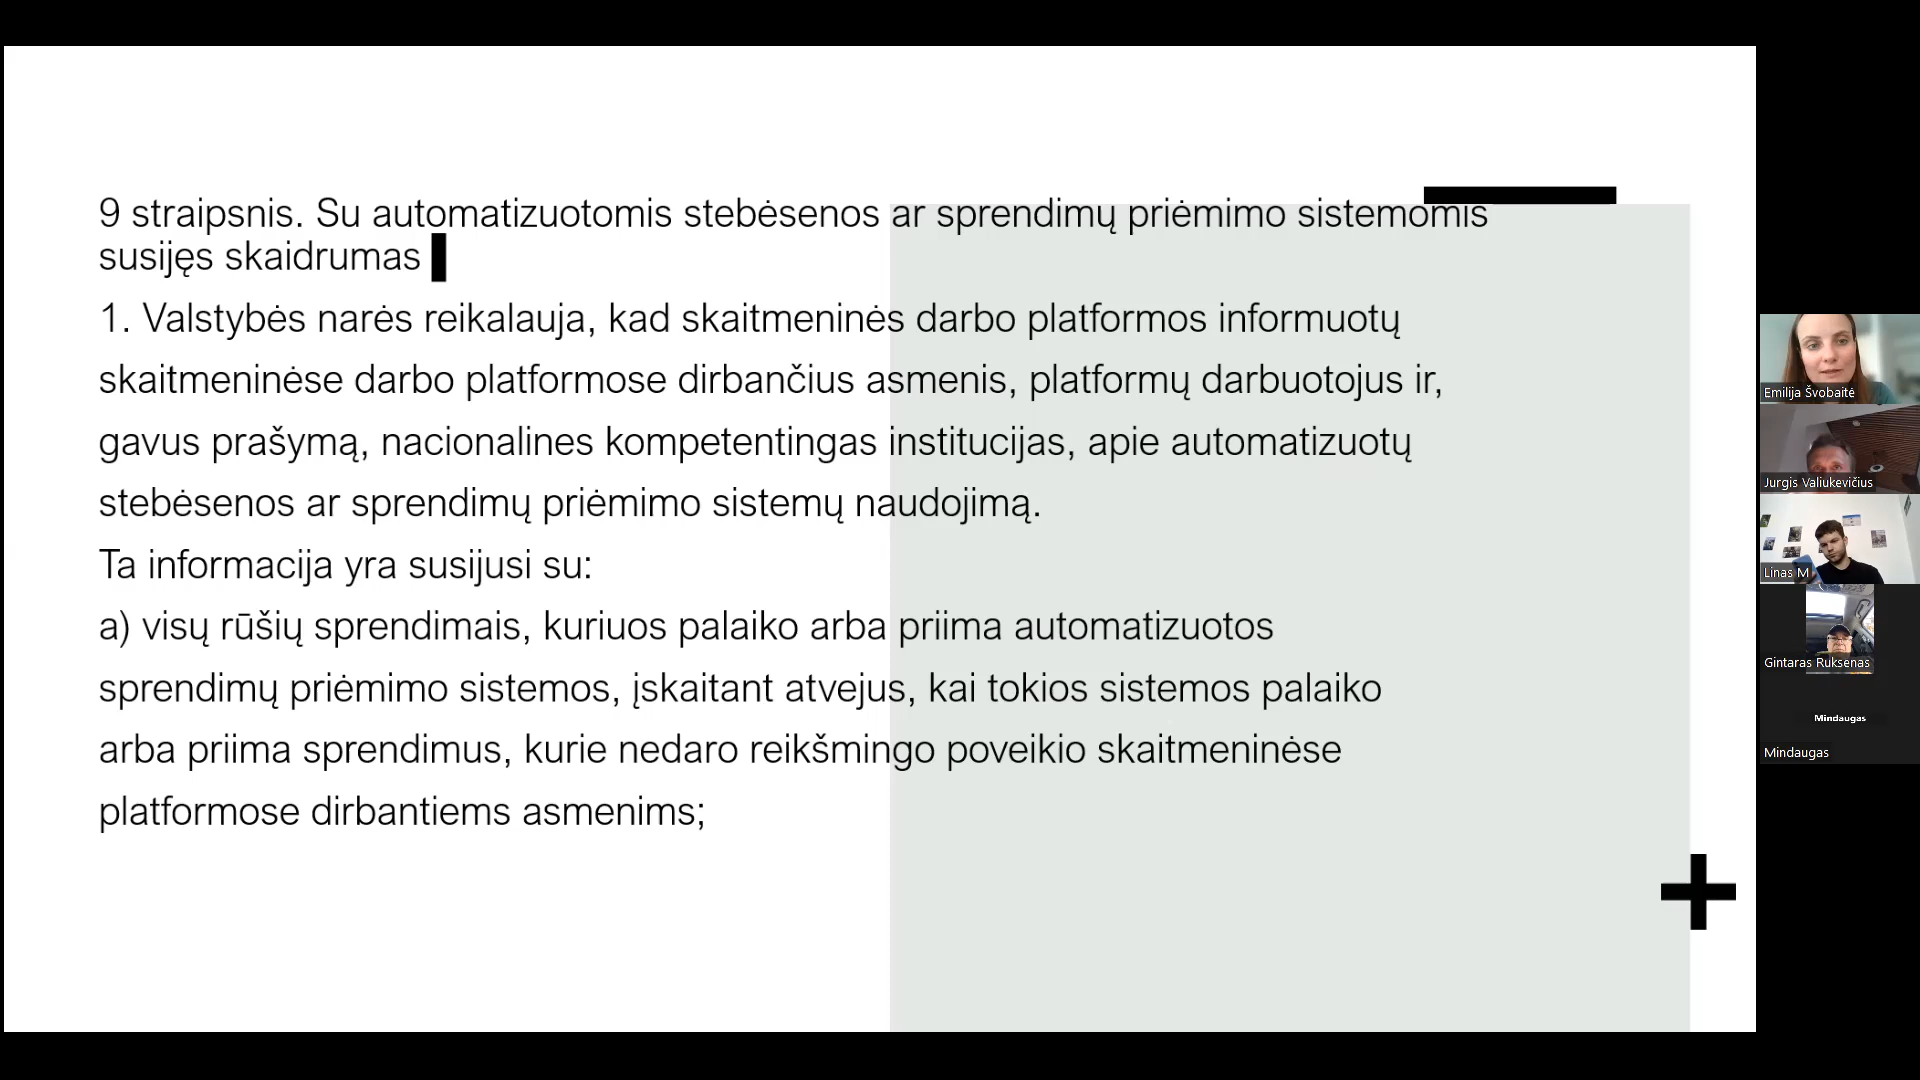 9 straipsnis. Su automatizuotomis stebėsenos ar sprendimų priėmimo sistemomis
susijęs skaidrumas
1. Valstybės narės reikalauja, kad skaitmeninės darbo platformos informuotų
skaitmeninėse darbo platformose dirbančius asmenis, platformų darbuotojus ir,
gavus prašymą, nacionalines kompetentingas institucijas, apie automatizuotų
stebėsenos ar sprendimų priėmimo sistemų naudojimą.
Ta informacija yra susijusi su:
a) visų rūšių sprendimais, kuriuos palaiko arba priima automatizuotos
sprendimų priėmimo sistemos, įskaitant atvejus, kai tokios sistemos palaiko
arba priima sprendimus, kurie nedaro reikšmingo poveikio skaitmeninėse
platformose dirbantiems asmenims;
Emilija Švobaitė
Jurgis Valiukevičius
Linas M
Gintaras Ruksenas
Mindaugas
Mindaugas